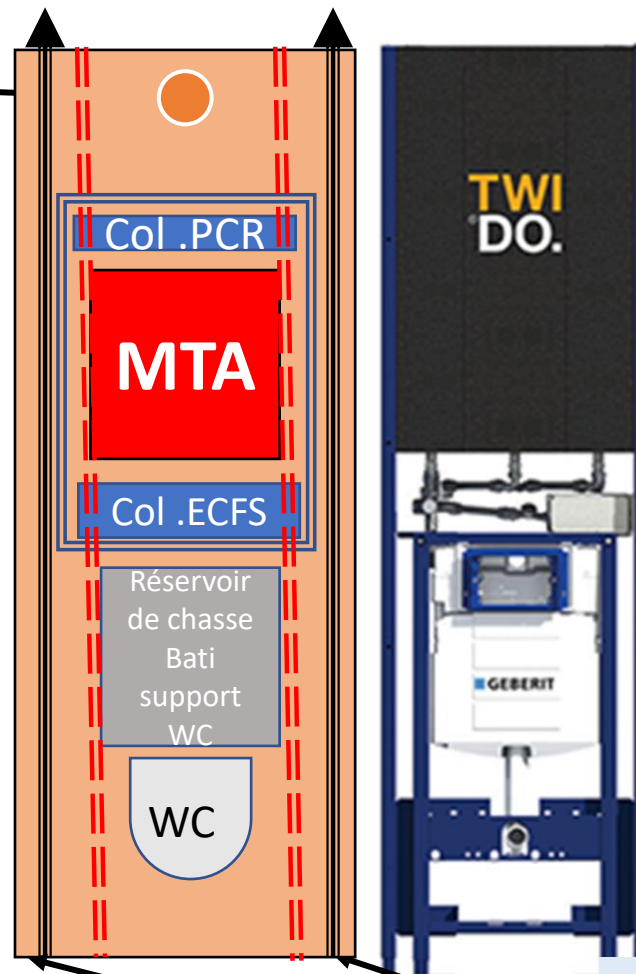 Col .PCR
MTA
Col .ECFS
Réservoir
de chasse
Bati
support
WC
WC
TWI
DO.
GEBERIT